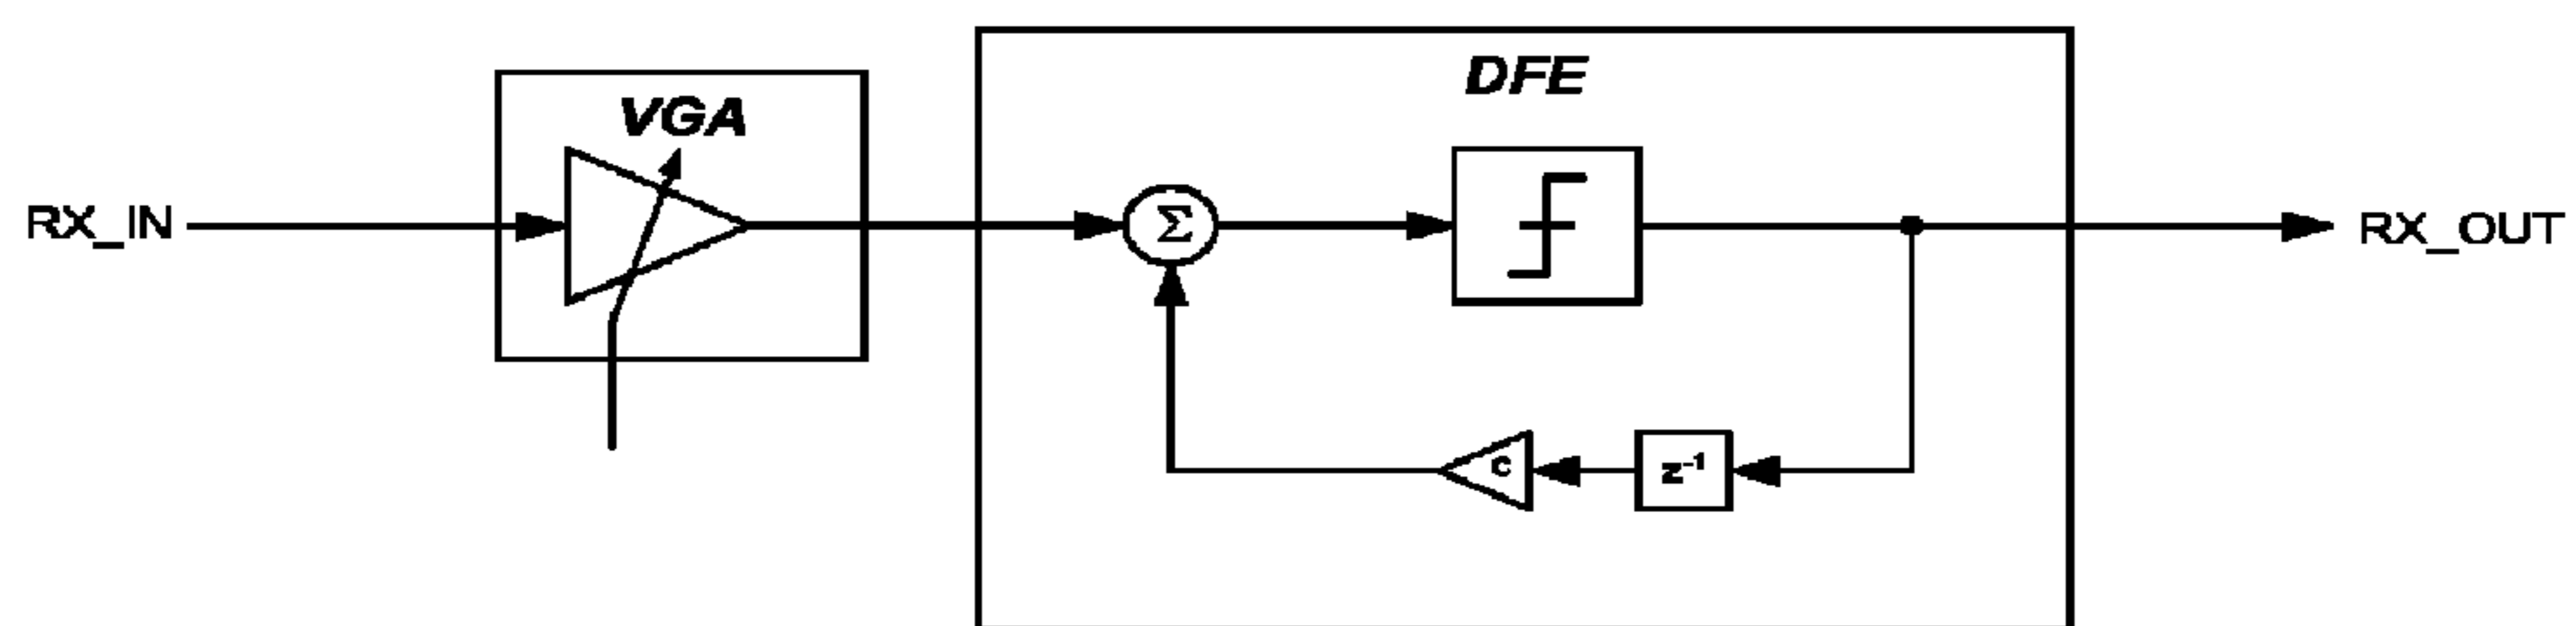 DFE
VGA
RX_IN
Σ
RX_OUT
c
z⁻¹